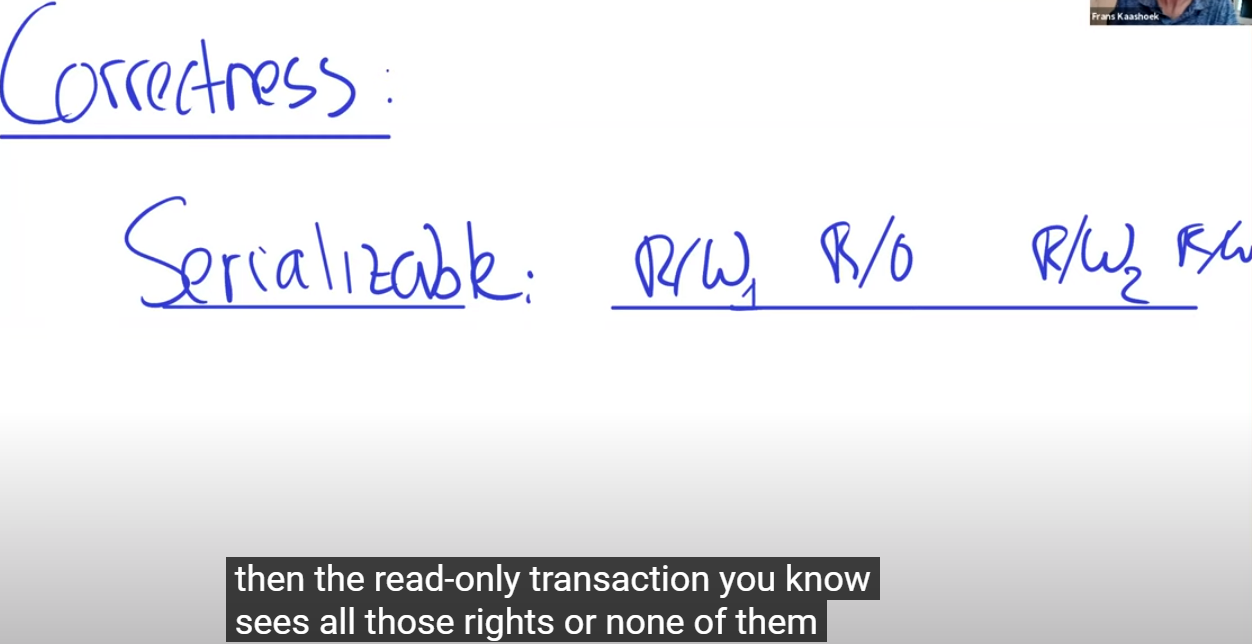 Frans Kaashoek
Correctness:
Serializable: R/W1 R/O R/W2 R/W
then the read-only transaction you know
sees all those rights or none of them